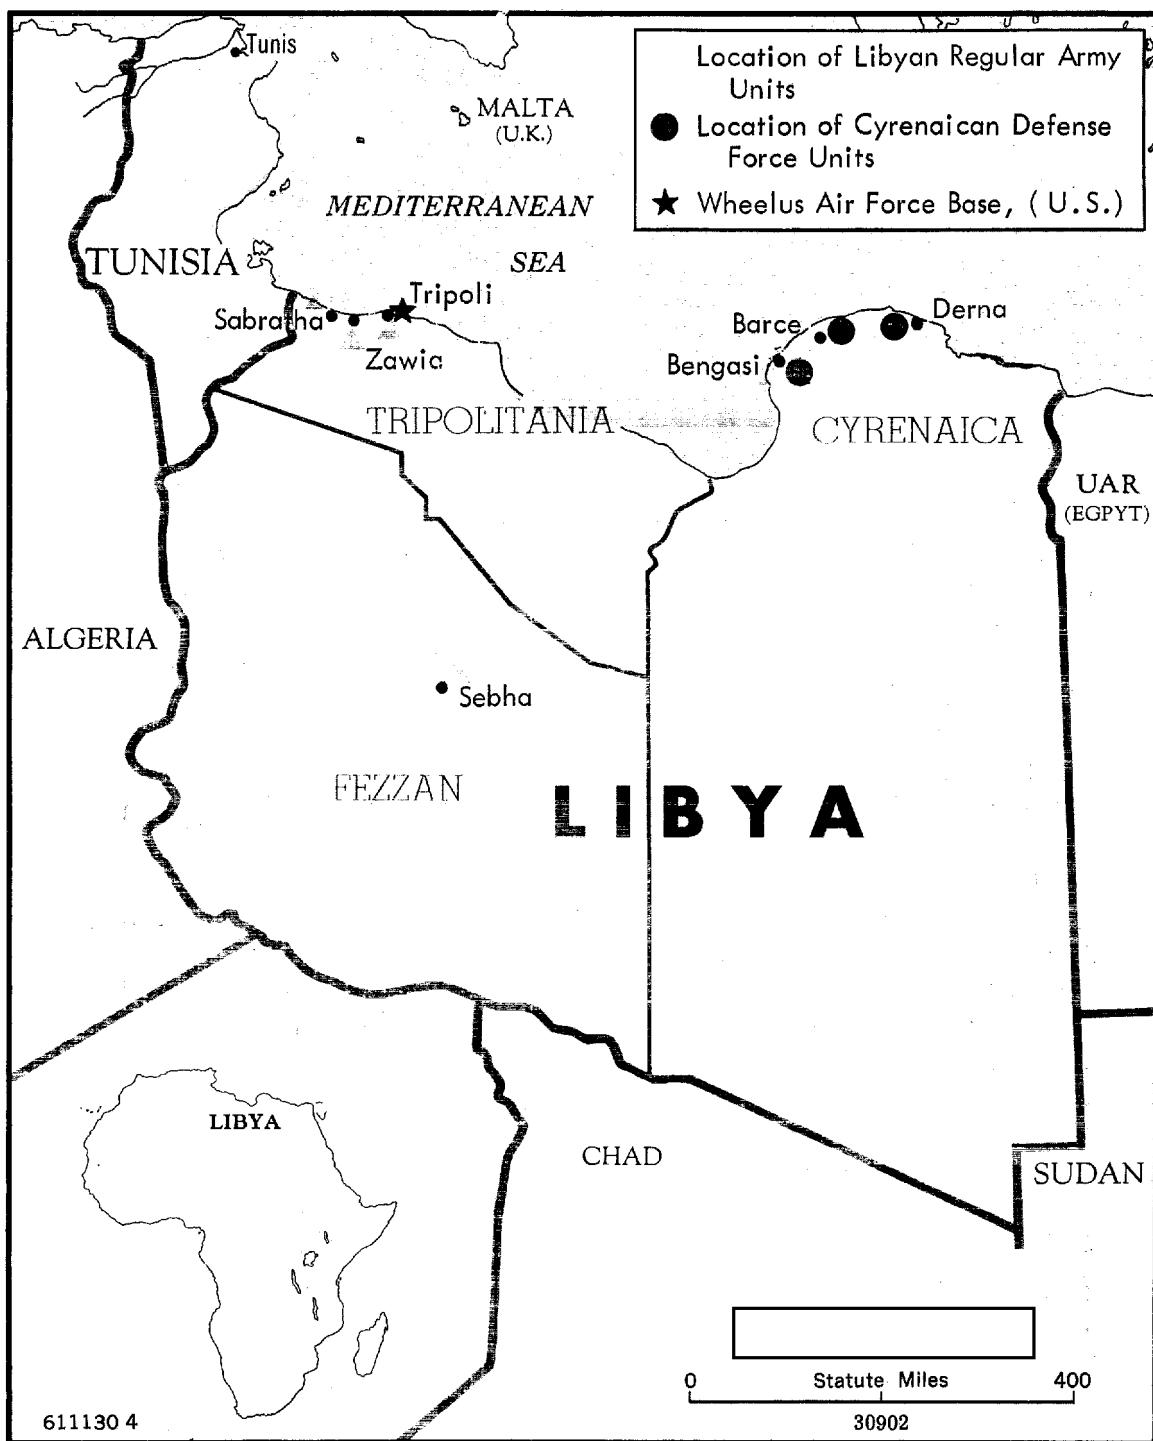 Tunis
Location of Libyan Regular Army
Units
Location of Cyrenaican Defense
Force Units
Wheelus Air Force Base, (U.S.)
MALTA
(U.K.)
MEDITERRANEAN
SEA
TUNISIA
Tripoli
Sabratha
Zawia
Derna
Barce
Bengasi
TRIPOLITANIA
CYRENAICA
UAR
(EGPYT)
ALGERIA
Sebha
FEZZAN
LIBYA
LIBYA
CHAD
SUDAN
0 Statute Miles 400
611130 4
30902